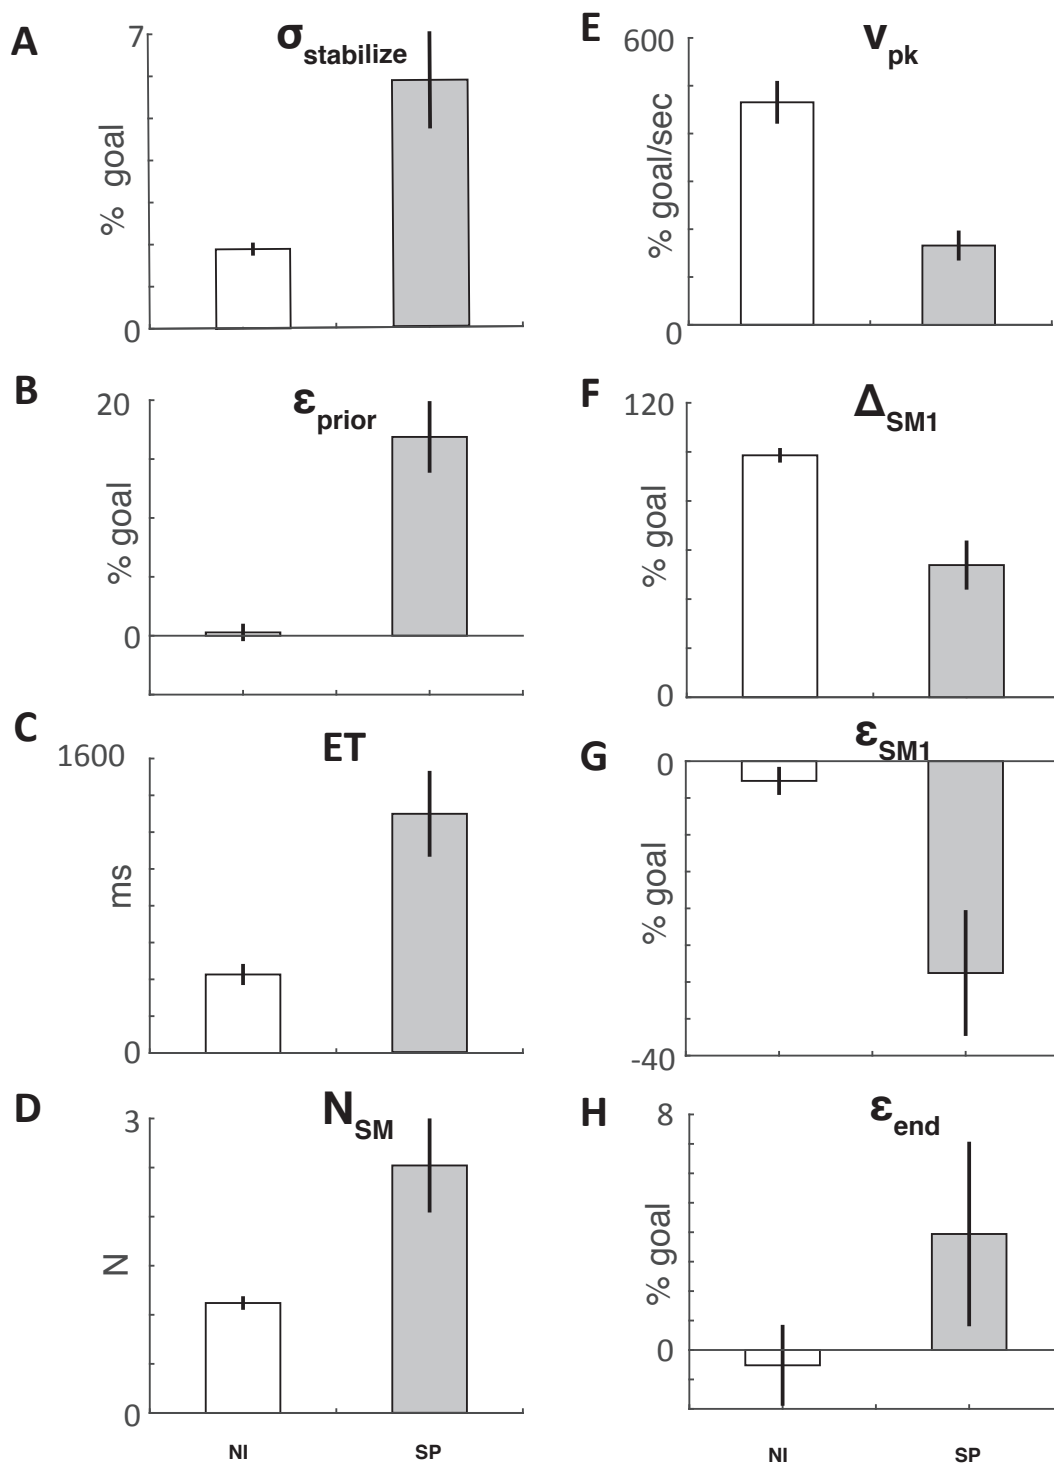 A
7
σstabilize
% goal
0
B
20
εprior
% goal
0
C
1600
ET
ms
0
D
3
NSM
N
0
NI
SP
E
600
vpk
% goal/sec
0
F
120
ΔSM1
% goal
0
G
0
εSM1
% goal
-40
H
8
εend
% goal
0
NI
SP